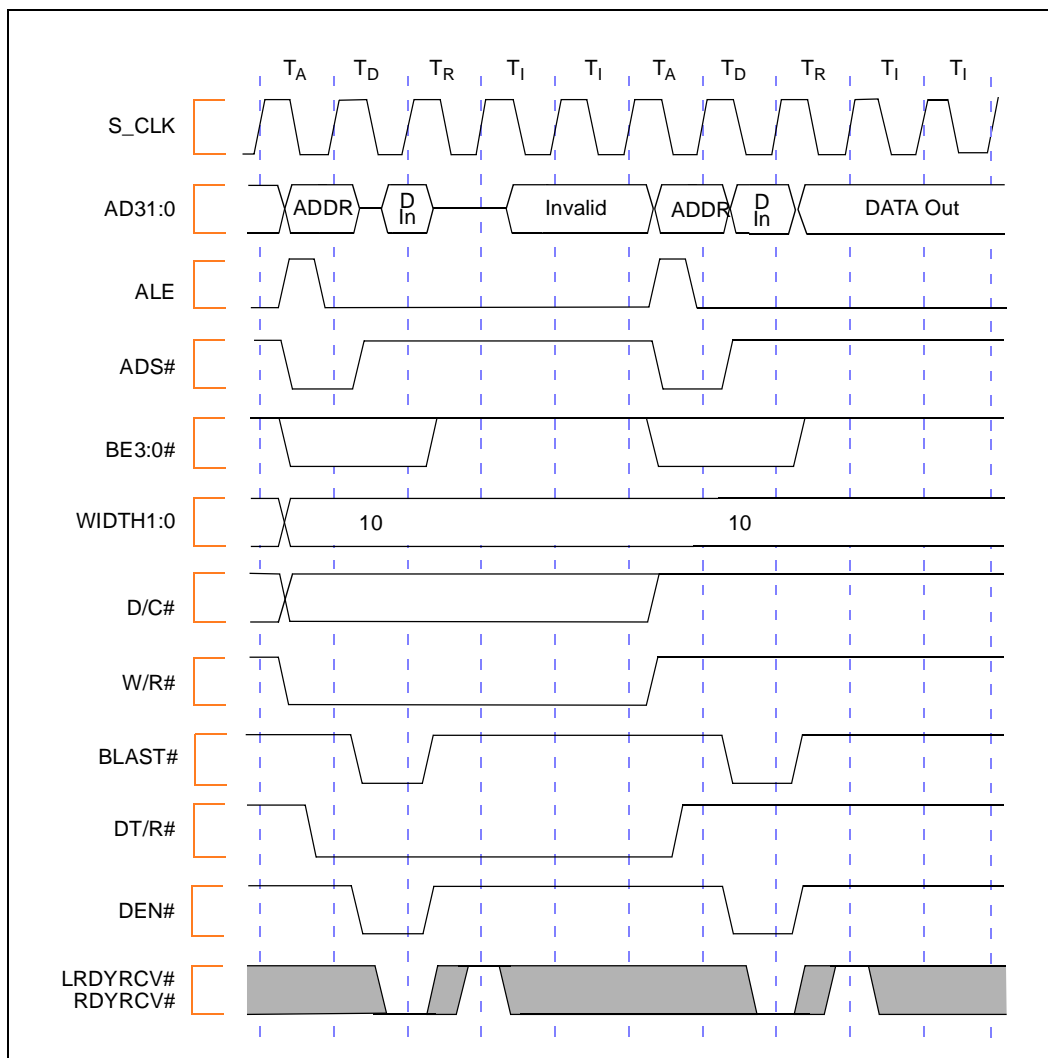 TA TD TR TI TI TA TD TR TI TI
S_CLK
AD31:0 ADDR D In Invalid ADDR D In DATA Out
ALE
ADS#
BE3:0#
WIDTH1:0 10 10
D/C#
W/R#
BLAST#
DT/R#
DEN#
LRDYRCV#
RDYRCV#